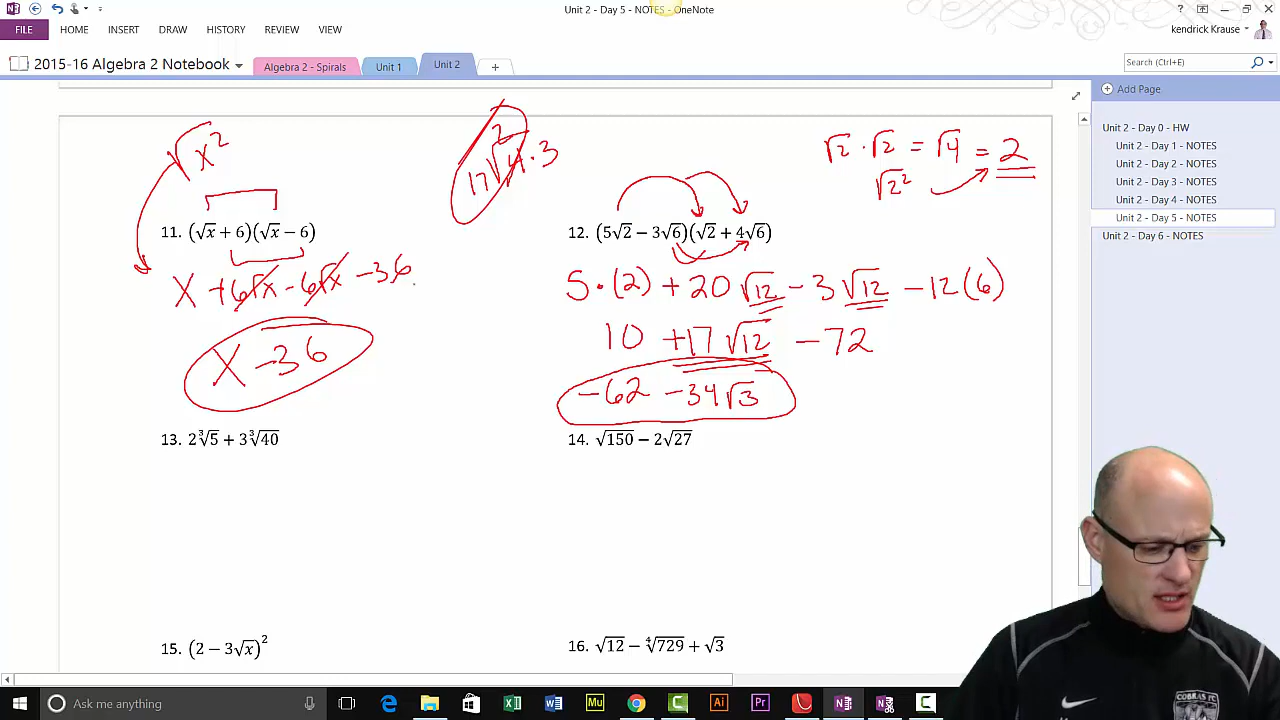 Unit 2 - Day 5 - NOTES - OneNote
FILE HOME INSERT DRAW HISTORY REVIEW VIEW
kendrick Krause
2015-16 Algebra 2 Notebook
Algebra 2 - Spirals
Unit 1
Unit 2
Search (Ctrl+E)
Add Page
Unit 2 - Day 0 - HW
Unit 2 - Day 1 - NOTES
Unit 2 - Day 2 - NOTES
Unit 2 - Day 3 - NOTES
Unit 2 - Day 4 - NOTES
Unit 2 - Day 5 - NOTES
Unit 2 - Day 6 - NOTES
√x²
2
17√4·3
√2 · √2 = √4 = 2
√2²
11. (√x + 6)(√x − 6)
X + 6√x − 6√x − 36
X − 36
12. (5√2 − 3√6)(√2 + 4√6)
5·(2) + 20√12 − 3√12 − 12(6)
10 + 17√12 − 72
−62 − 34√3
13. 2∛5 + 3∛40
14. √150 − 2√27
15. (2 − 3√x)²
16. √12 − ∜729 + √3
Ask me anything
COBRAS FC